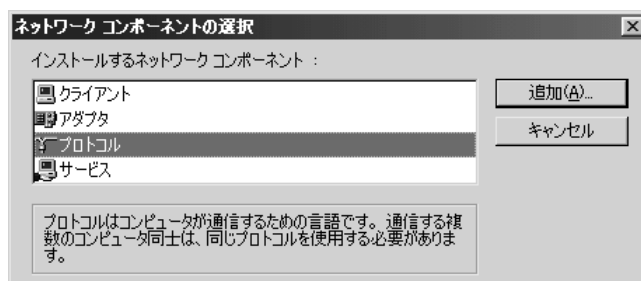 ネットワーク コンポーネントの選択
インストールするネットワーク コンポーネント :
クライアント
アダプタ
プロトコル
サービス
追加(A)...
キャンセル
プロトコルはコンピュータが通信するための言語です。通信する複
数のコンピュータ同士は、同じプロトコルを使用する必要がありま
す。